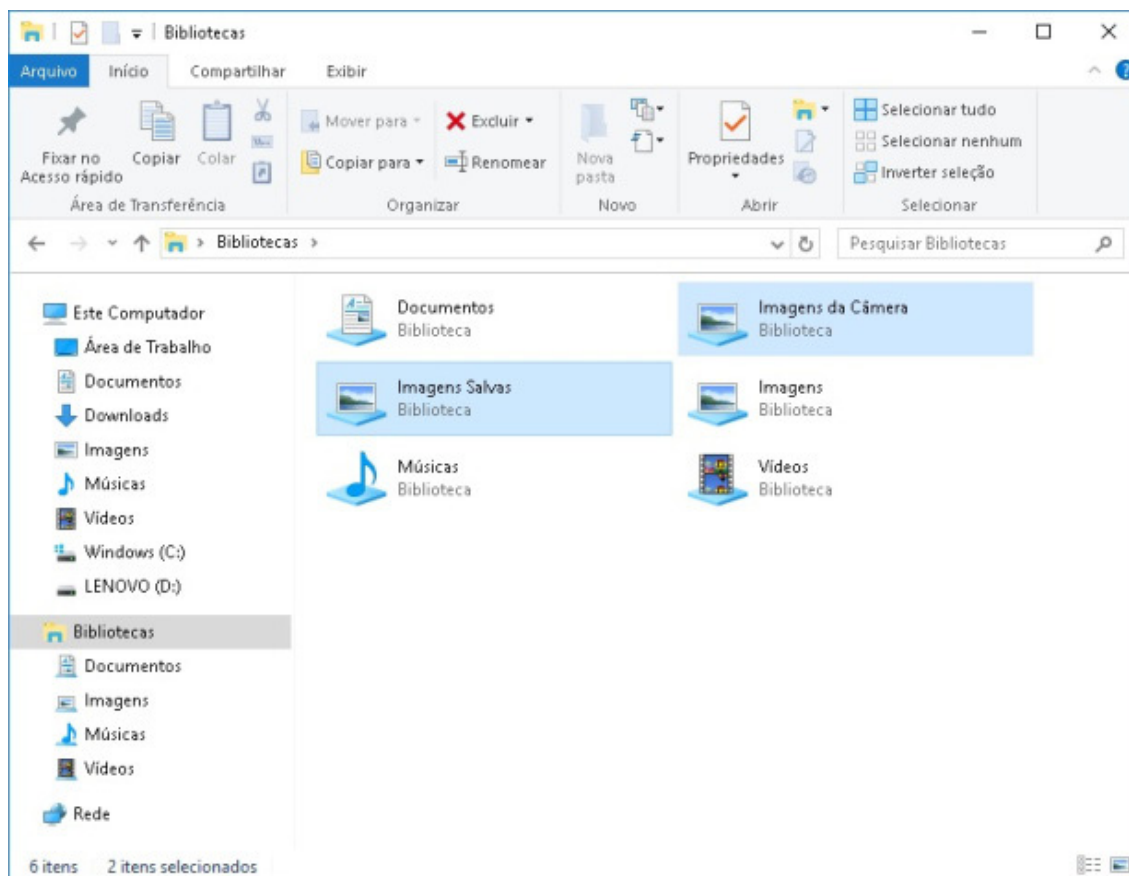 Bibliotecas
Arquivo Início Compartilhar Exibir
Fixar no
Acesso rápido
Copiar
Colar
Área de Transferência
Mover para
Copiar para
Excluir
Renomear
Organizar
Nova
pasta
Novo
Propriedades
Abrir
Selecionar tudo
Selecionar nenhum
Inverter seleção
Selecionar
Bibliotecas
Pesquisar Bibliotecas
Este Computador
Área de Trabalho
Documentos
Downloads
Imagens
Músicas
Vídeos
Windows (C:)
LENOVO (D:)
Bibliotecas
Documentos
Imagens
Músicas
Vídeos
Rede
Documentos
Biblioteca
Imagens da Câmera
Biblioteca
Imagens Salvas
Biblioteca
Imagens
Biblioteca
Músicas
Biblioteca
Vídeos
Biblioteca
6 itens 2 itens selecionados